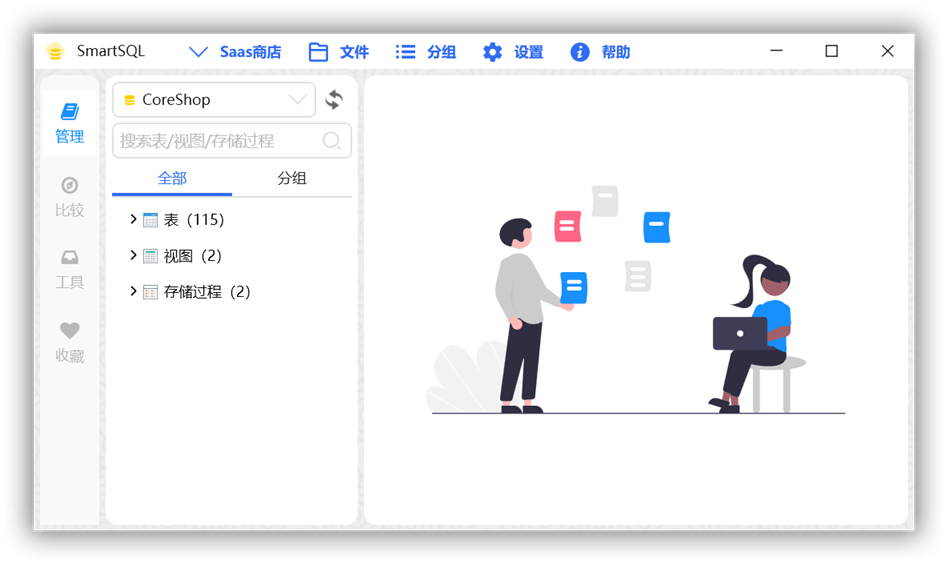 SmartSQL Saas商店 文件 分组 设置 帮助
管理
比较
工具
收藏
CoreShop
搜索表/视图/存储过程
全部 分组
表（115）
视图（2）
存储过程（2）